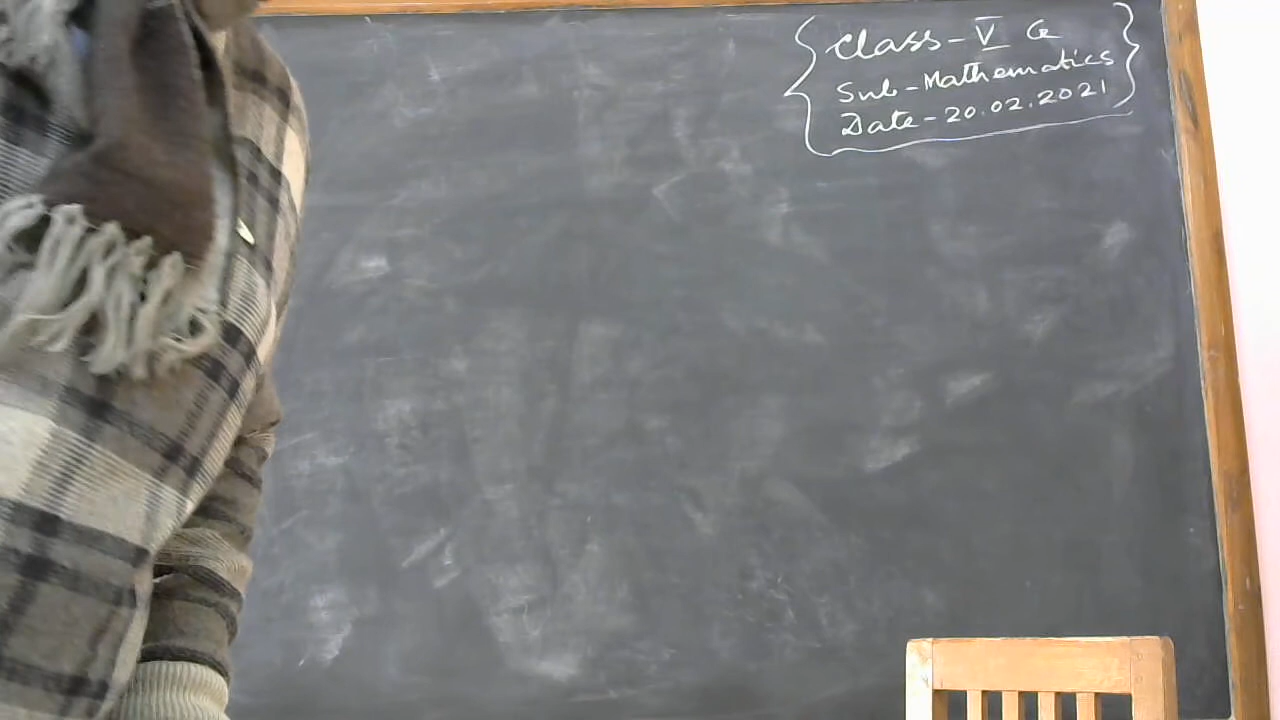 Class - V G
Sub - Mathematics
Date - 20.02.2021